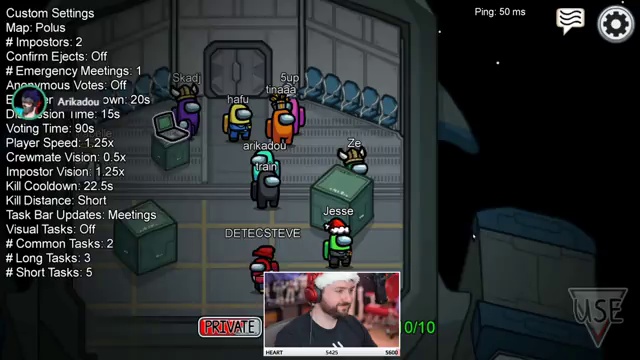 Custom Settings
Map: Polus
# Impostors: 2
Confirm Ejects: Off
# Emergency Meetings: 1
Anonymous Votes: Off
own: 20s
Time: 15s
Voting Time: 90s
Player Speed: 1.25x
Crewmate Vision: 0.5x
Impostor Vision: 1.25x
Kill Cooldown: 22.5s
Kill Distance: Short
Task Bar Updates: Meetings
Visual Tasks: Off
# Common Tasks: 2
# Long Tasks: 3
# Short Tasks: 5
Arikadou
Ping: 50 ms
Skadj
hafu
5up
tinaaa
arikadou
train
Ze
Jesse
DETECSTEVE
PRIVATE
0/10
USE
HEART 5425 5600